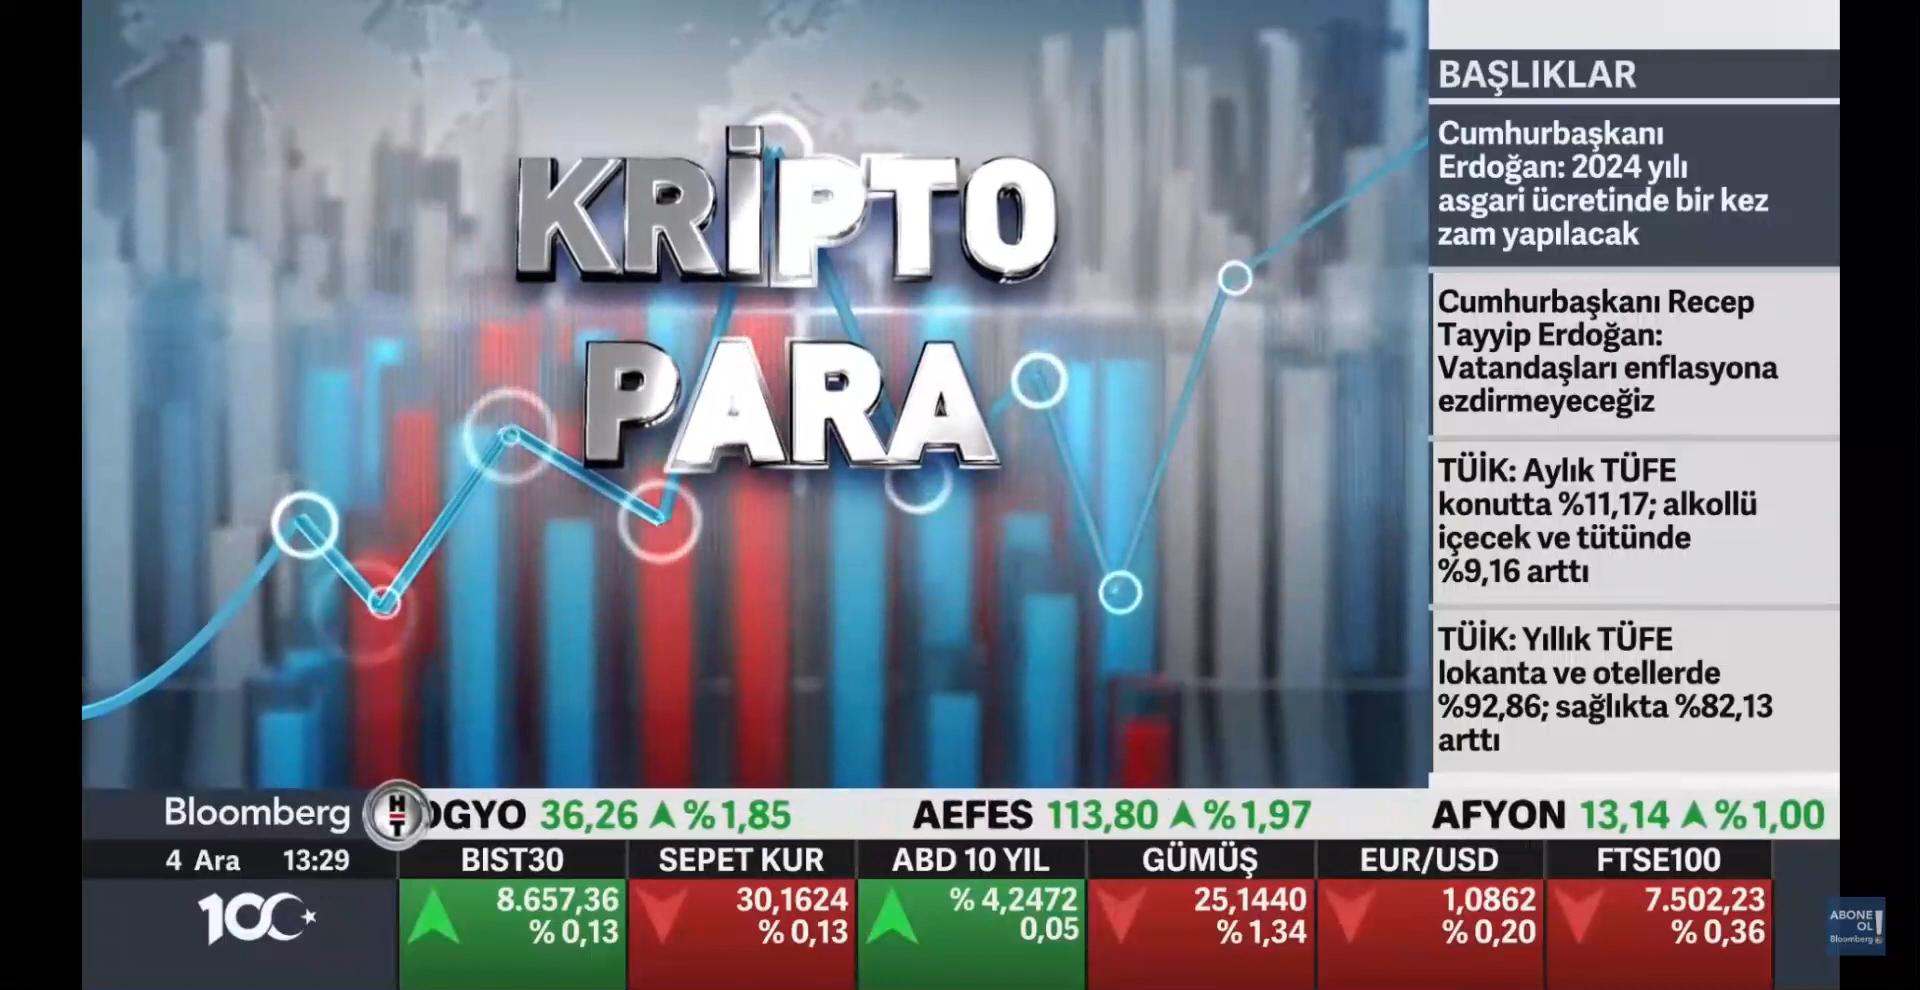 KRİPTO
PARA
BAŞLIKLAR
Cumhurbaşkanı
Erdoğan: 2024 yılı
asgari ücretinde bir kez
zam yapılacak
Cumhurbaşkanı Recep
Tayyip Erdoğan:
Vatandaşları enflasyona
ezdirmeyeceğiz
TÜİK: Aylık TÜFE
konutta %11,17; alkollü
içecek ve tütünde
%9,16 arttı
TÜİK: Yıllık TÜFE
lokanta ve otellerde
%92,86; sağlıkta %82,13
arttı
Bloomberg HT GYO 36,26 ▲ %1,85 AEFES 113,80 ▲ %1,97 AFYON 13,14 ▲ %1,00
4 Ara 13:29 BIST30 SEPET KUR ABD 10 YIL GÜMÜŞ EUR/USD FTSE100
8.657,36 30,1624 % 4,2472 25,1440 1,0862 7.502,23
% 0,13 % 0,13 0,05 % 1,34 % 0,20 % 0,36
100
ABONE
OL!
Bloomberg